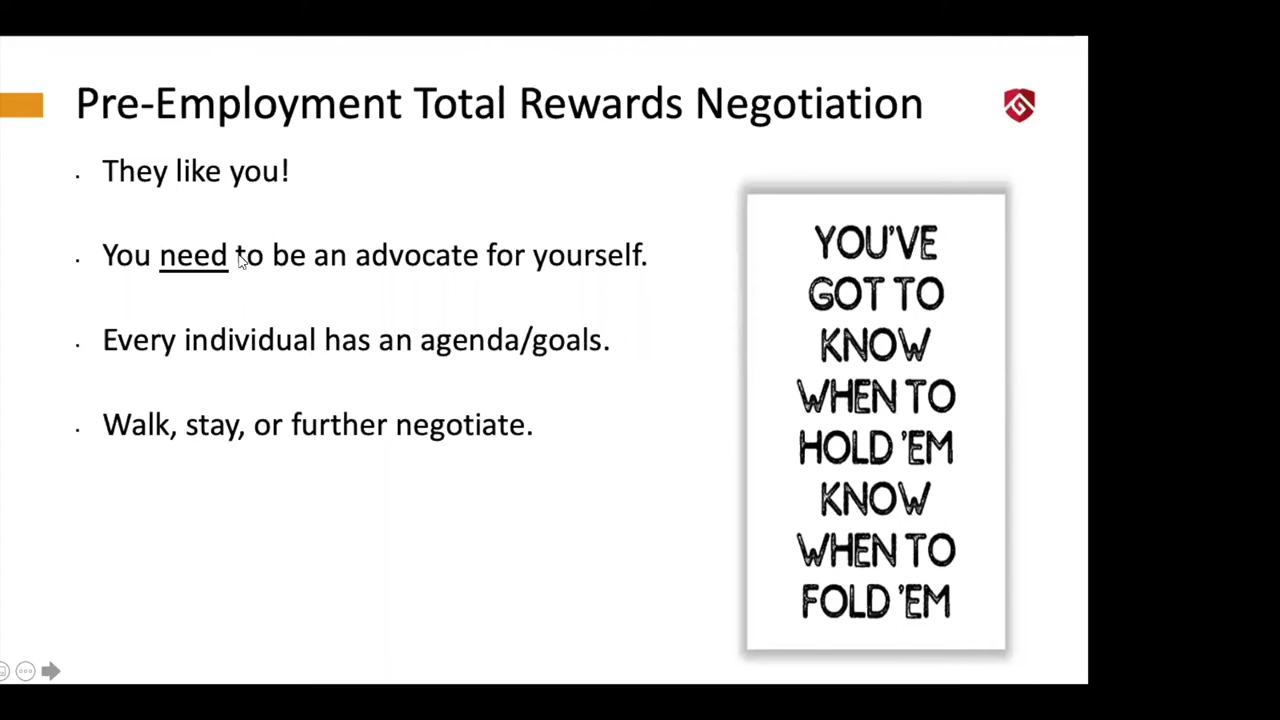 Pre-Employment Total Rewards Negotiation
They like you!
You need to be an advocate for yourself.
Every individual has an agenda/goals.
Walk, stay, or further negotiate.
YOU'VE
GOT TO
KNOW
WHEN TO
HOLD 'EM
KNOW
WHEN TO
FOLD 'EM